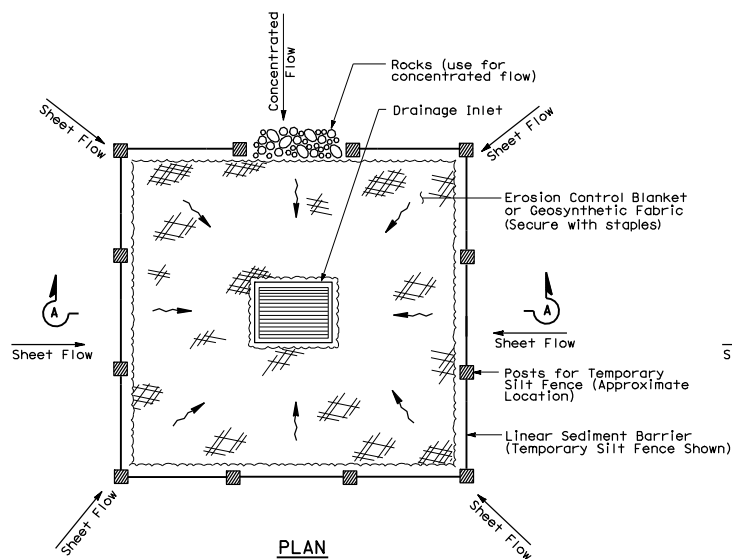 Concentrated
Flow
Rocks (use for
concentrated flow)
Drainage Inlet
Sheet Flow
Sheet Flow
Erosion Control Blanket
or Geosynthetic Fabric
(Secure with staples)
A
A
Sheet Flow
Sheet Flow
S
Posts for Temporary
Silt Fence (Approximate
Location)
Linear Sediment Barrier
(Temporary Silt Fence Shown)
Sheet Flow
Sheet Flow
PLAN